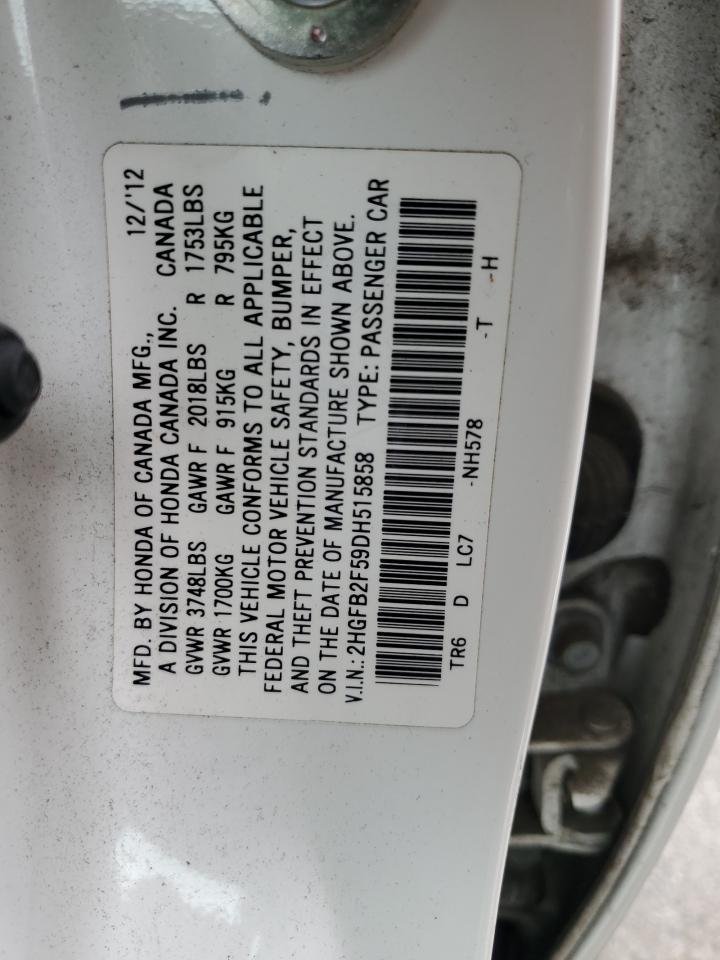 MFD. BY HONDA OF CANADA MFG., 12/'12
A DIVISION OF HONDA CANADA INC. CANADA
GVWR 3748LBS GAWR F 2018LBS R 1753LBS
GVWR 1700KG GAWR F 915KG R 795KG
THIS VEHICLE CONFORMS TO ALL APPLICABLE
FEDERAL MOTOR VEHICLE SAFETY, BUMPER,
AND THEFT PREVENTION STANDARDS IN EFFECT
ON THE DATE OF MANUFACTURE SHOWN ABOVE.
V.I.N.: 2HGFB2F59DH515858 TYPE: PASSENGER CAR
TR6 D LC7 -NH578 -T -H